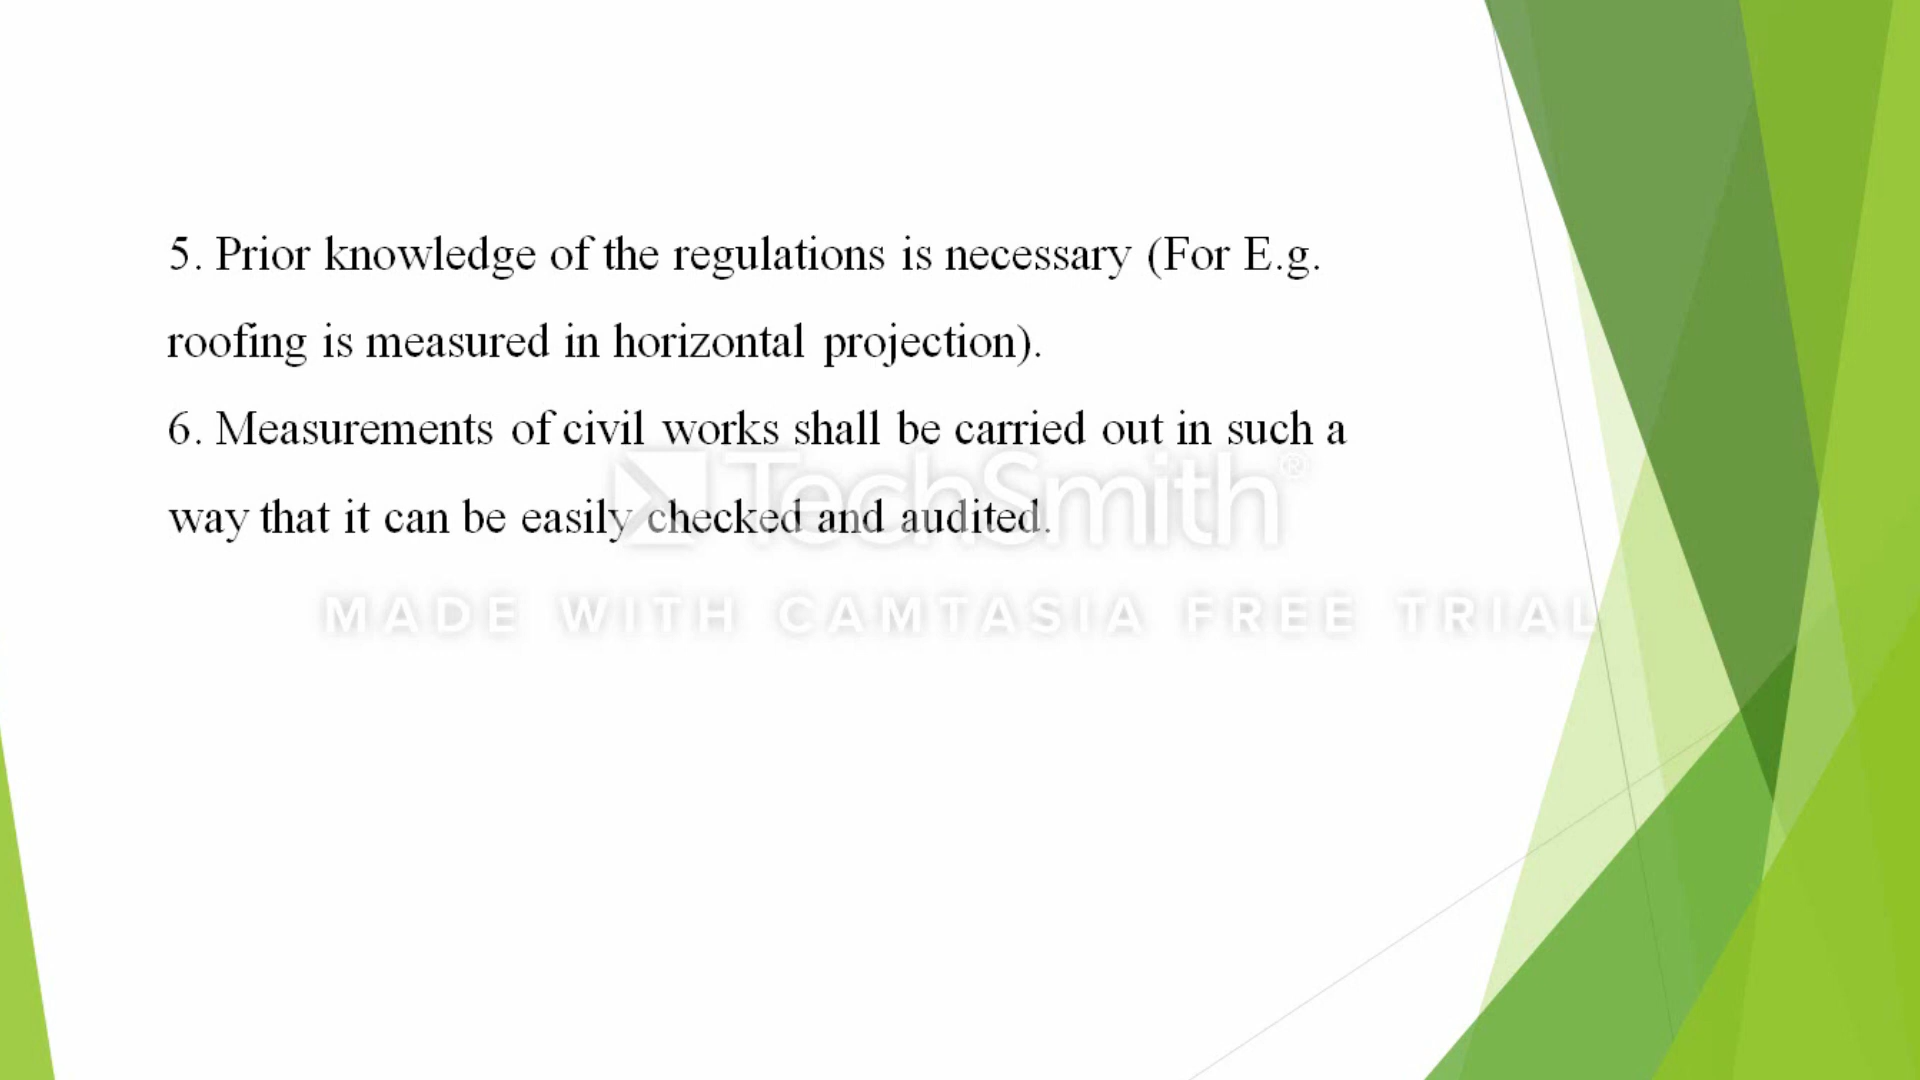 5. Prior knowledge of the regulations is necessary (For E.g.
roofing is measured in horizontal projection).
6. Measurements of civil works shall be carried out in such a
way that it can be easily checked and audited.
TechSmith®
MADE WITH CAMTASIA FREE TRIAL